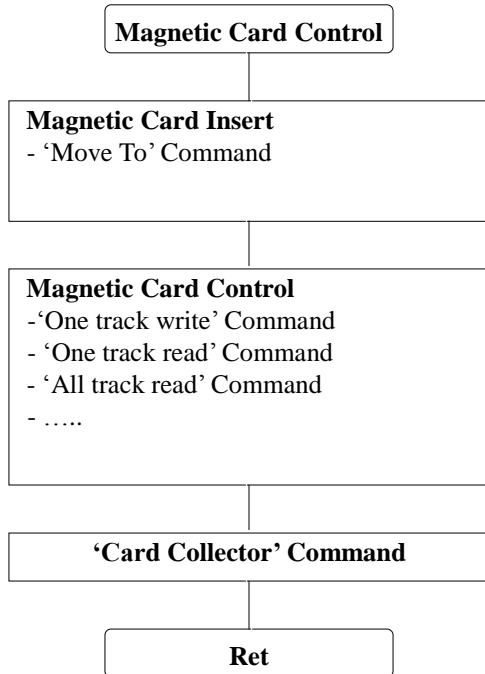 Magnetic Card Control
Magnetic Card Insert
- ‘Move To’ Command
Magnetic Card Control
-‘One track write’ Command
- ‘One track read’ Command
- ‘All track read’ Command
- …..
‘Card Collector’ Command
Ret